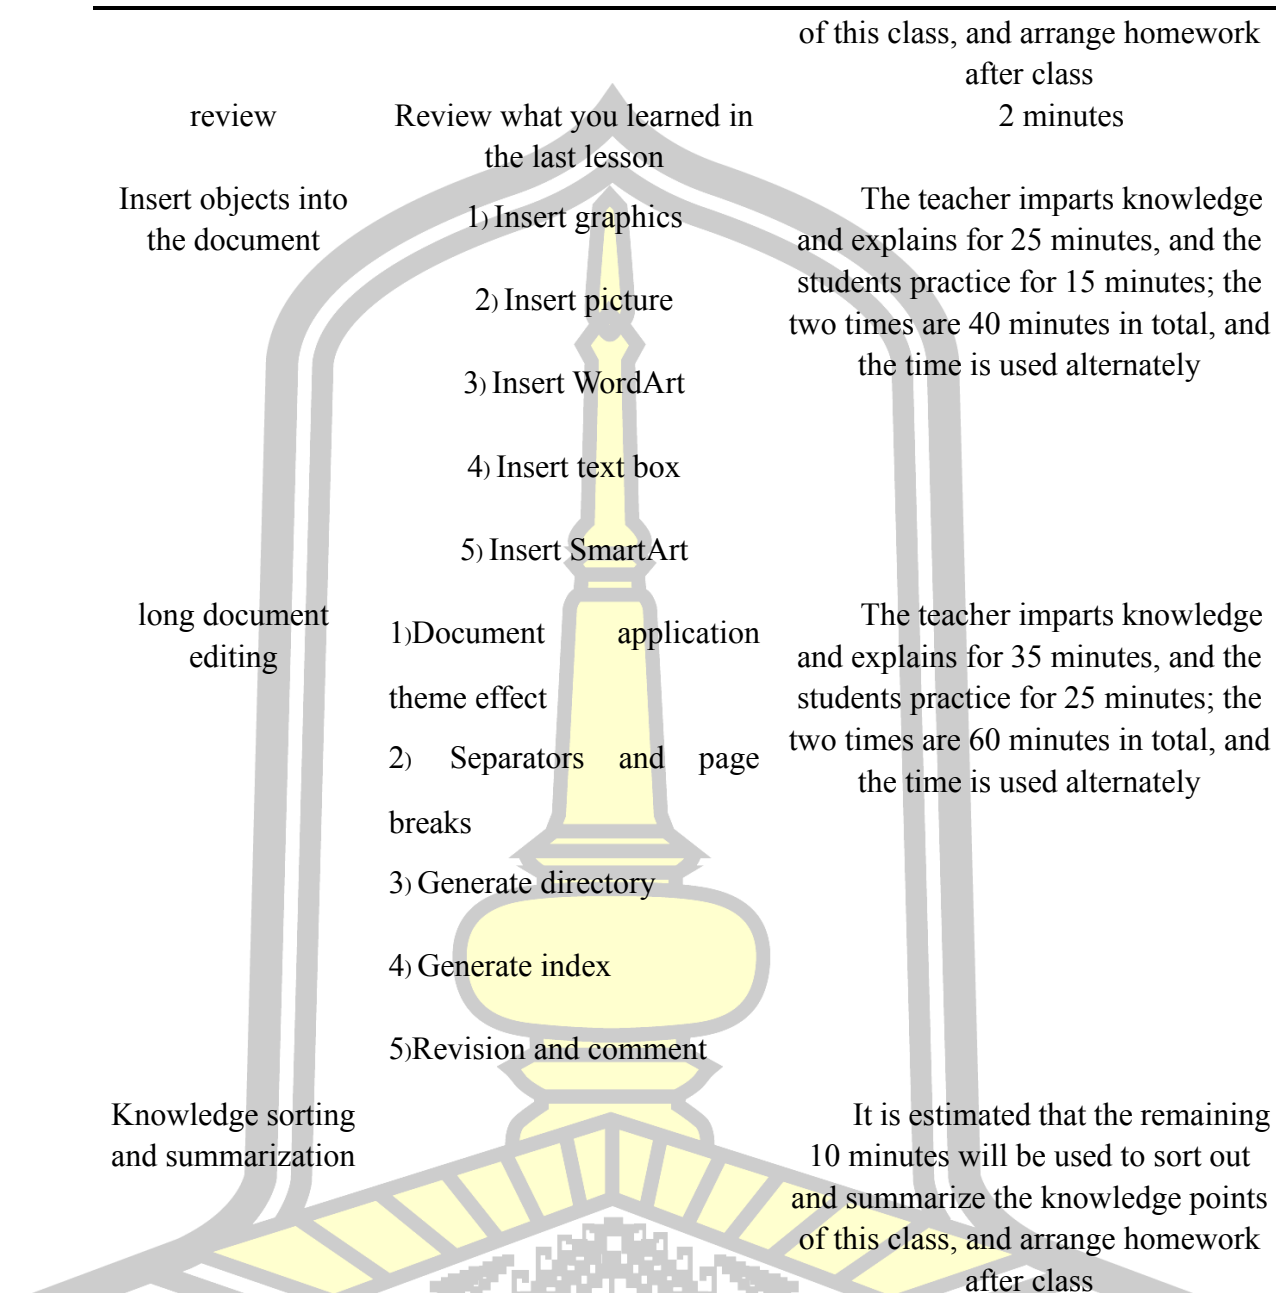 of this class, and arrange homework
after class
review
Review what you learned in
the last lesson
2 minutes
Insert objects into
the document
1) Insert graphics
2) Insert picture
3) Insert WordArt
4) Insert text box
5) Insert SmartArt
The teacher imparts knowledge
and explains for 25 minutes, and the
students practice for 15 minutes; the
two times are 40 minutes in total, and
the time is used alternately
long document
editing
1)Document application
theme effect
2) Separators and page
breaks
3) Generate directory
4) Generate index
5)Revision and comment
The teacher imparts knowledge
and explains for 35 minutes, and the
students practice for 25 minutes; the
two times are 60 minutes in total, and
the time is used alternately
Knowledge sorting
and summarization
It is estimated that the remaining
10 minutes will be used to sort out
and summarize the knowledge points
of this class, and arrange homework
after class